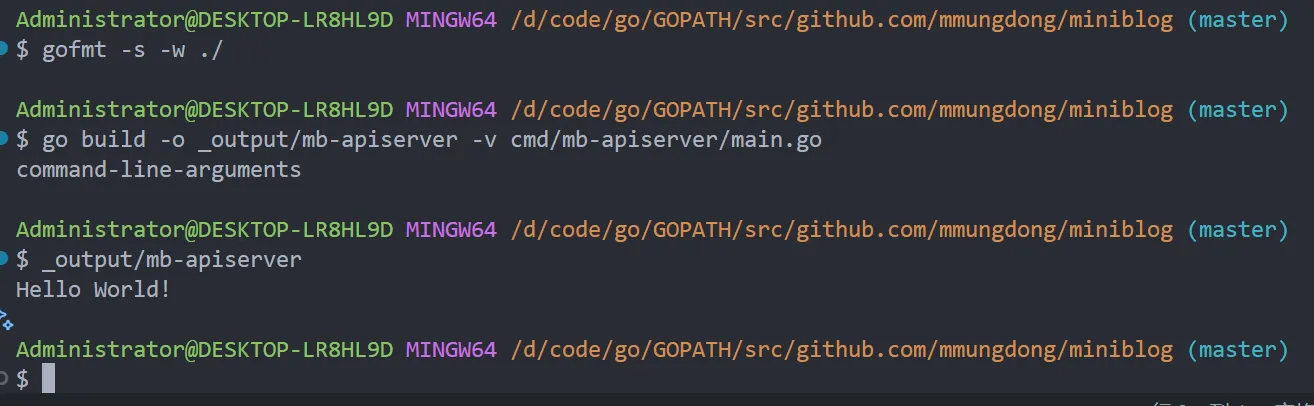 Administrator@DESKTOP-LR8HL9D MINGW64 /d/code/go/GOPATH/src/github.com/mmungdong/miniblog (master)
$ gofmt -s -w ./
Administrator@DESKTOP-LR8HL9D MINGW64 /d/code/go/GOPATH/src/github.com/mmungdong/miniblog (master)
$ go build -o _output/mb-apiserver -v cmd/mb-apiserver/main.go
command-line-arguments
Administrator@DESKTOP-LR8HL9D MINGW64 /d/code/go/GOPATH/src/github.com/mmungdong/miniblog (master)
$ _output/mb-apiserver
Hello World!
Administrator@DESKTOP-LR8HL9D MINGW64 /d/code/go/GOPATH/src/github.com/mmungdong/miniblog (master)
$